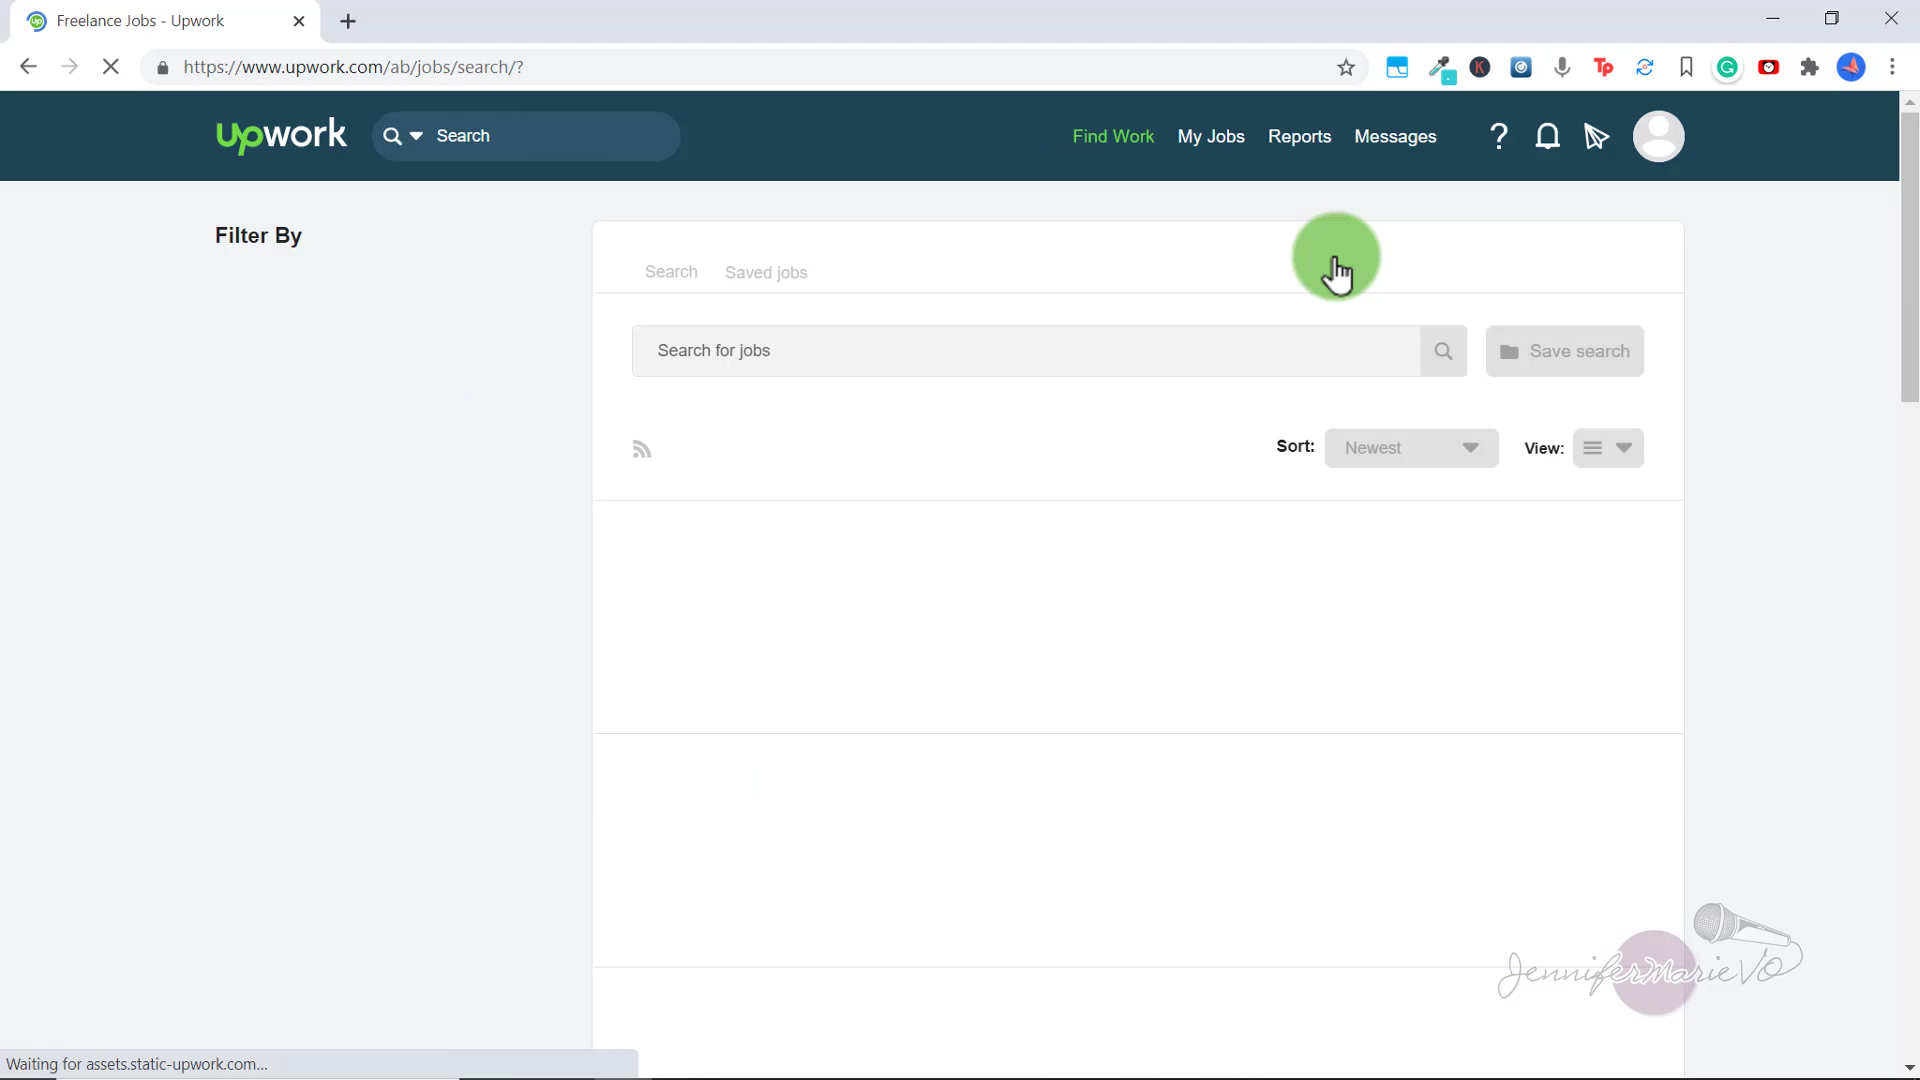 Freelance Jobs - Upwork
https://www.upwork.com/ab/jobs/search/?
upwork
Search
Find Work
My Jobs
Reports
Messages
Filter By
Search
Saved jobs
Search for jobs
Save search
Sort:
Newest
View:
JenniferMarieVO
Waiting for assets.static-upwork.com...